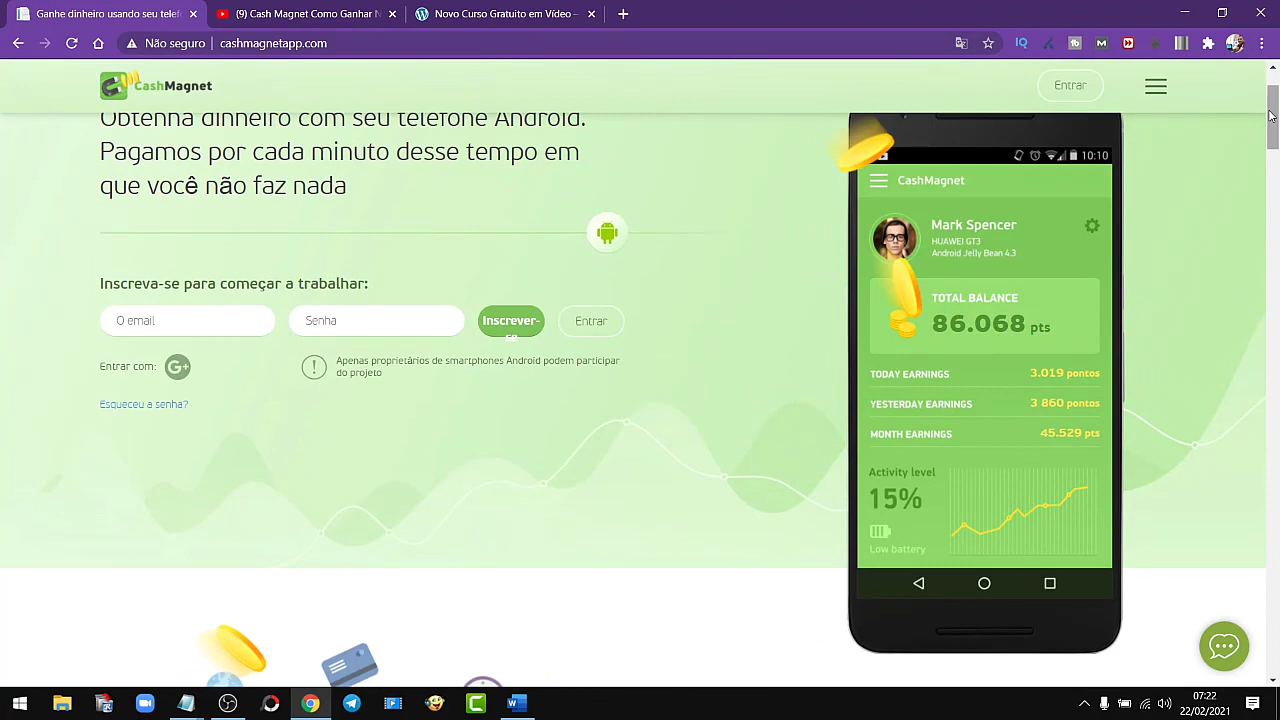 Ganhe dinheiro usando seu telef
Cash Magnet Como Ganhar N
Novo Curso Gratuito em Vídeo –
Não seguro
cashmagnetapp.com
IQ
CashMagnet
Entrar
Obtenha dinheiro com seu telefone Android.
Pagamos por cada minuto desse tempo em
que você não faz nada
Inscreva-se para começar a trabalhar:
O email
Senha
Inscrever-
se
Entrar
Entrar com:
G+
Apenas proprietários de smartphones Android podem participar
do projeto
Esqueceu a senha?
10:10
CashMagnet
Mark Spencer
HUAWEI GT3
Android Jelly Bean 4.3
TOTAL BALANCE
86.068 pts
TODAY EARNINGS 3.019 pontos
YESTERDAY EARNINGS 3 860 pontos
MONTH EARNINGS 45.529 pts
Activity level
15%
Low battery
07:22
22/02/2021